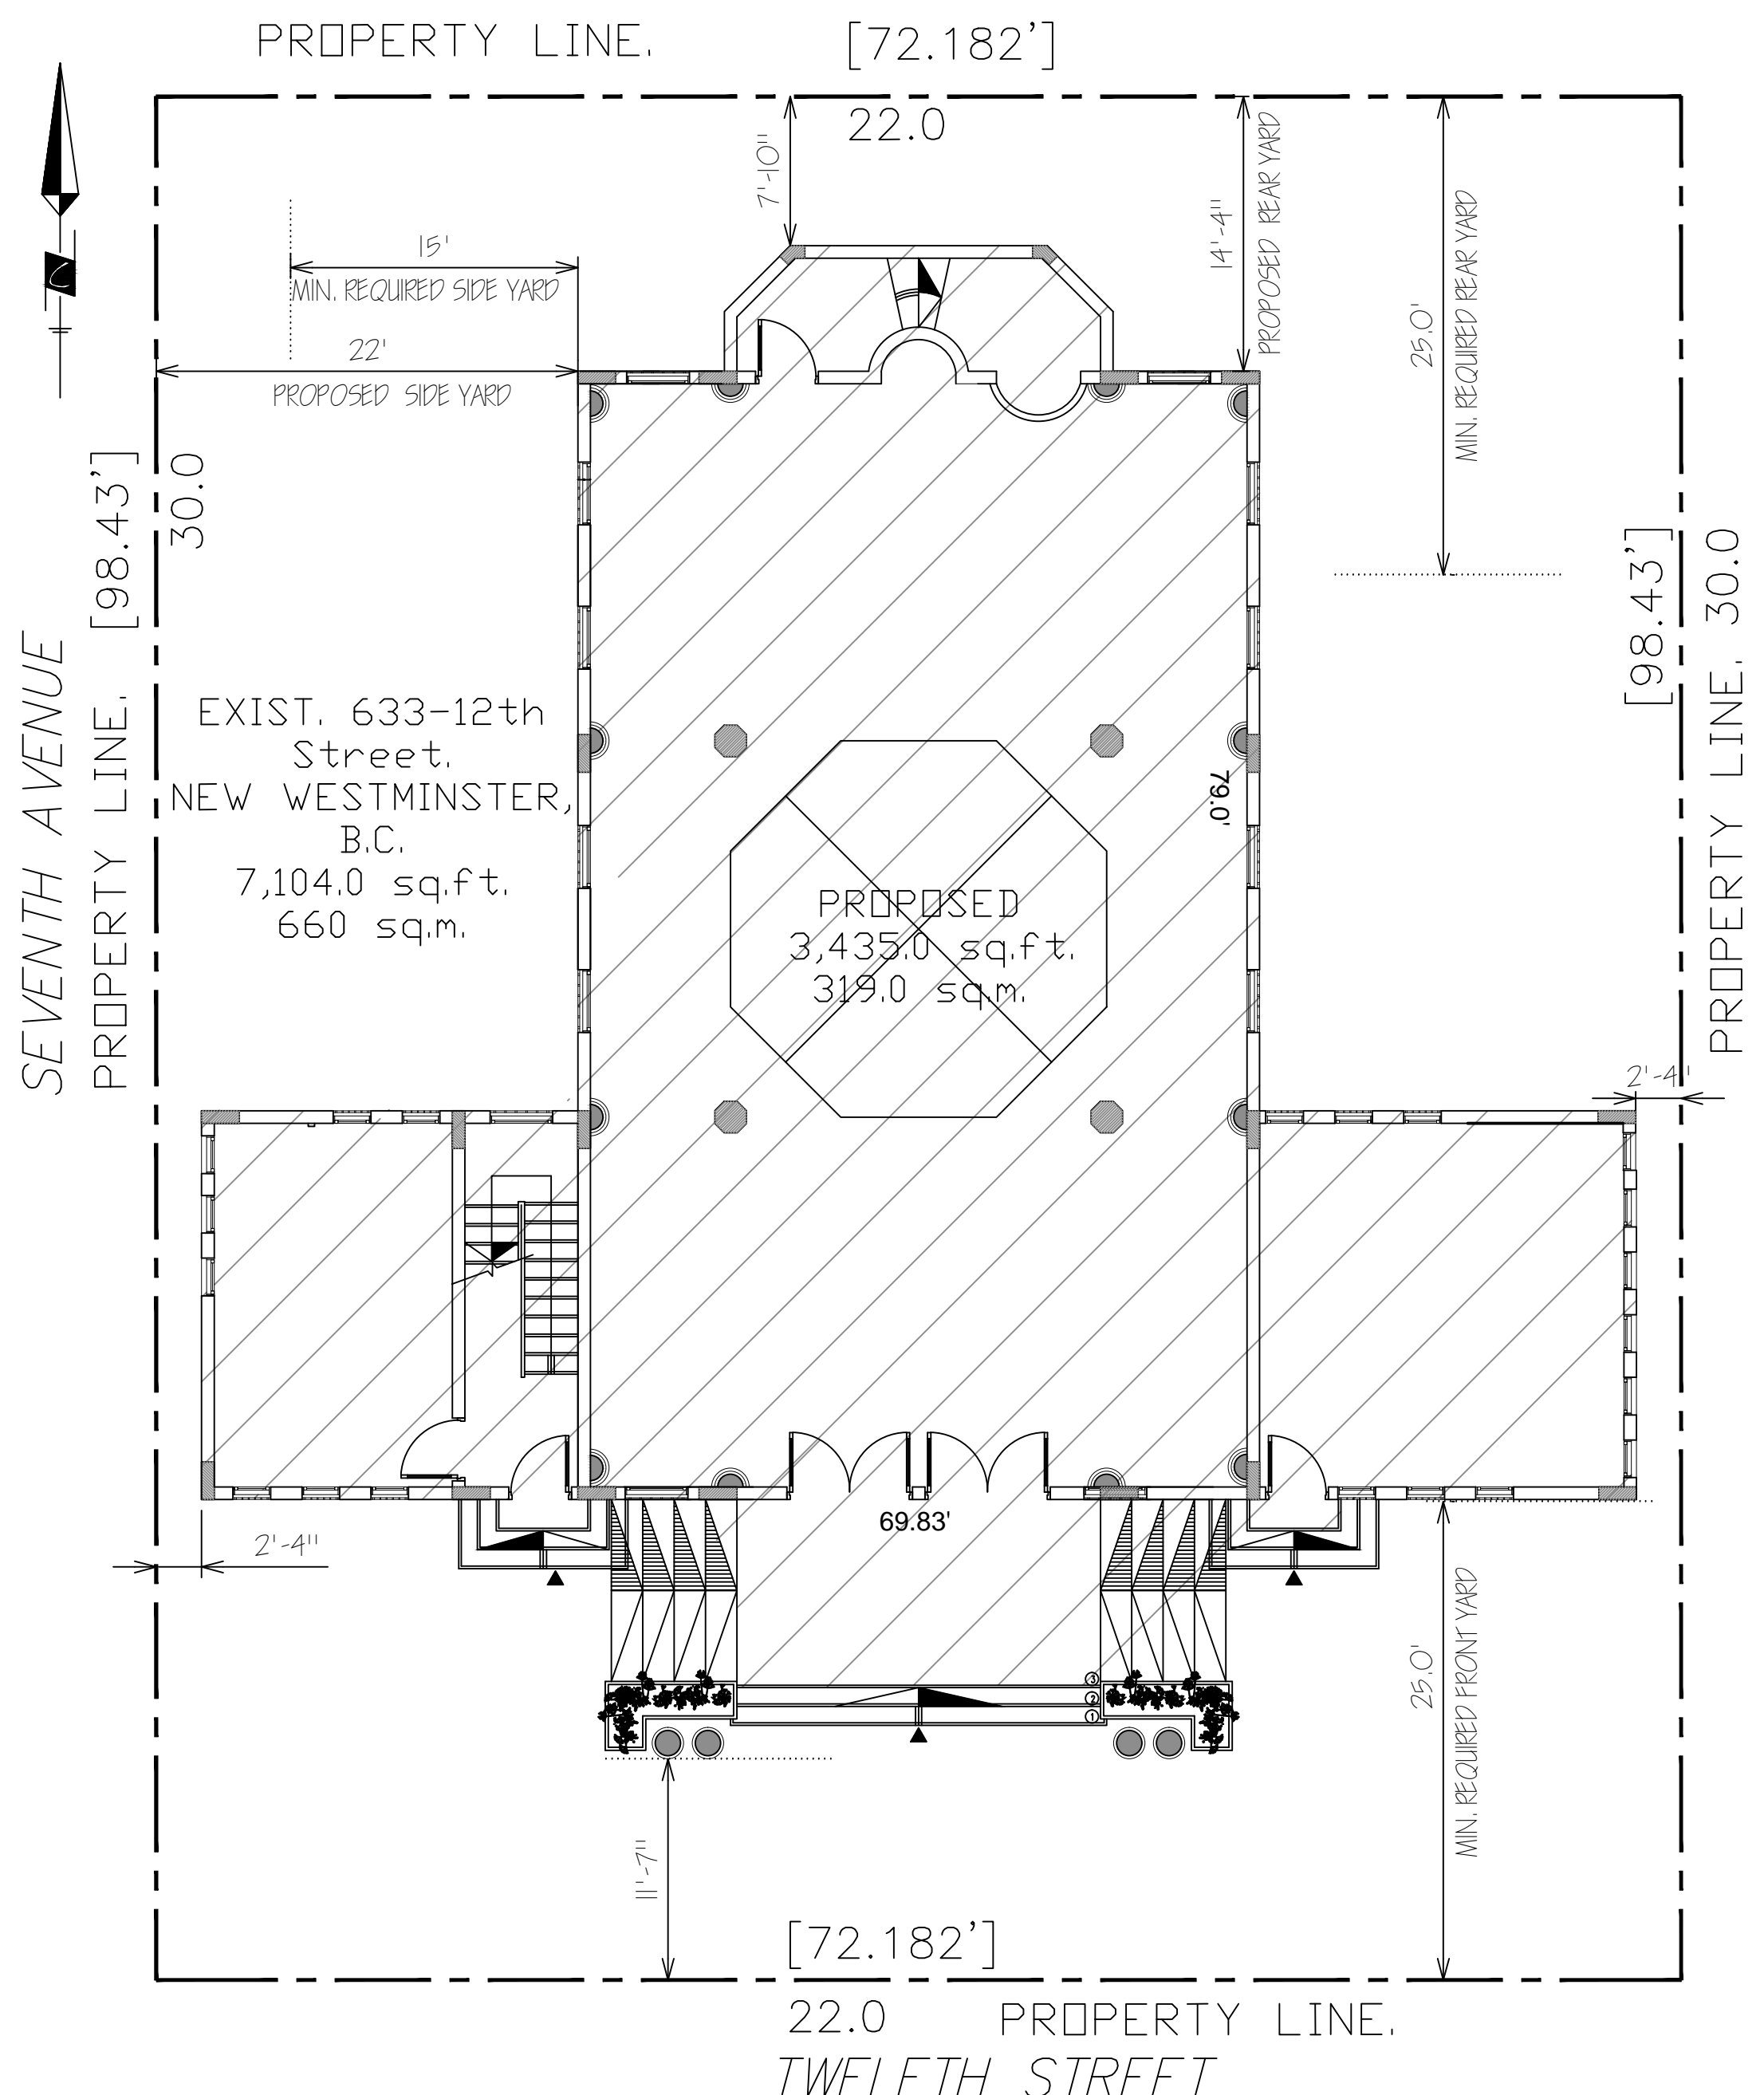 PROPERTY LINE.
[72.182']
22.0
7'-10"
14'-4"
PROPOSED REAR YARD
25.0'
MIN. REQUIRED REAR YARD
15'
MIN. REQUIRED SIDE YARD
22'
PROPOSED SIDE YARD
SEVENTH AVENUE
PROPERTY LINE. [98.43']
30.0
EXIST. 633-12th
Street.
NEW WESTMINSTER,
B.C.
7,104.0 sq.ft.
660 sq.m.
PROPOSED
3,435.0 sq.ft.
319.0 sq.m.
79.0'
[98.43']
PROPERTY LINE. 30.0
2'-4"
2'-4"
69.83'
3
2
1
11'-7"
25.0'
MIN. REQUIRED FRONT YARD
[72.182']
22.0 PROPERTY LINE.
TWELFTH STREET